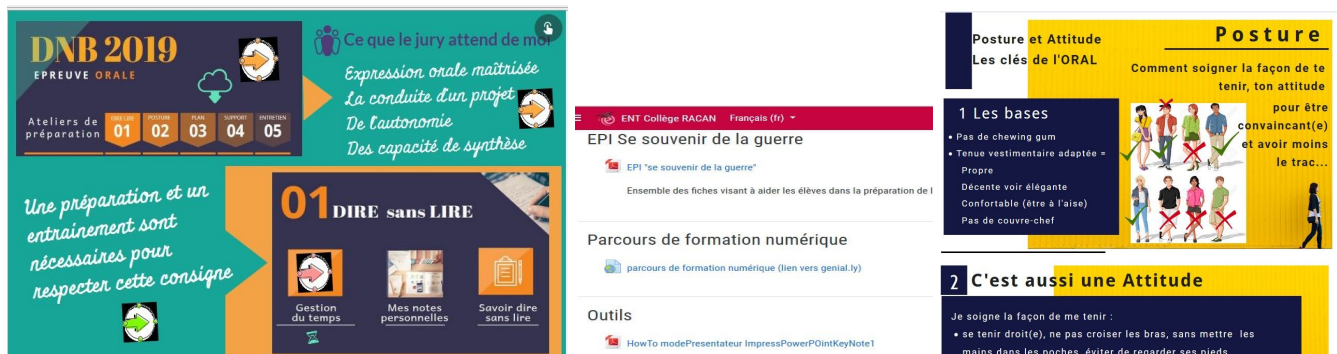 DNB 2019
EPREUVE ORALE
Ateliers de
préparation
DIRE LIRE
01
POSTURE
02
PLAN
03
SUPPORT
04
ENTRETIEN
05
Ce que le jury attend de moi
Expression orale maîtrisée
La conduite d'un projet
De l'autonomie
Des capacité de synthèse
Une préparation et un
entrainement sont
nécessaires pour
respecter cette consigne
01 DIRE sans LIRE
Gestion
du temps
Mes notes
personnelles
Savoir dire
sans lire
ENT Collège RACAN Français (fr)
EPI Se souvenir de la guerre
EPI "se souvenir de la guerre"
Ensemble des fiches visant à aider les élèves dans la préparation de l
Parcours de formation numérique
parcours de formation numérique (lien vers genial.ly)
Outils
HowTo modePresentateur ImpressPowerPOintKeyNote1
Posture et Attitude
Les clés de l'ORAL
1 Les bases
• Pas de chewing gum
• Tenue vestimentaire adaptée =
Propre
Décente voir élégante
Confortable (être à l'aise)
Pas de couvre-chef
Posture
Comment soigner la façon de te
tenir, ton attitude
pour être
convaincant(e)
et avoir moins
le trac...
2 C'est aussi une Attitude
Je soigne la façon de me tenir :
• se tenir droit(e), ne pas croiser les bras, sans mettre les
mains dans les poches, éviter de regarder ses pieds